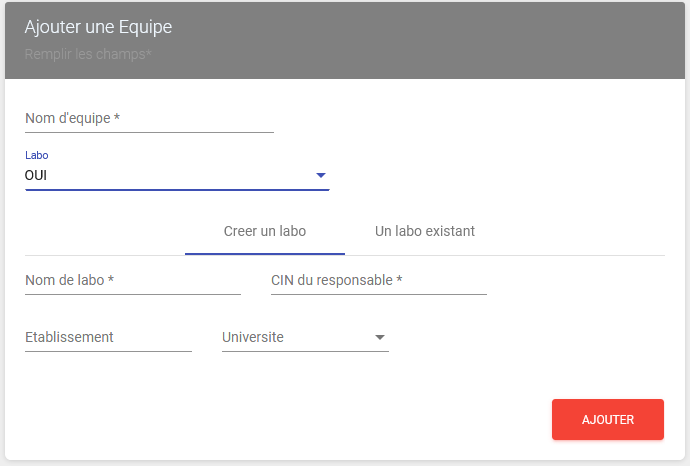 Ajouter une Equipe
Remplir les champs*
Nom d'equipe *
Labo
OUI
Creer un labo
Un labo existant
Nom de labo *
CIN du responsable *
Etablissement
Universite
AJOUTER